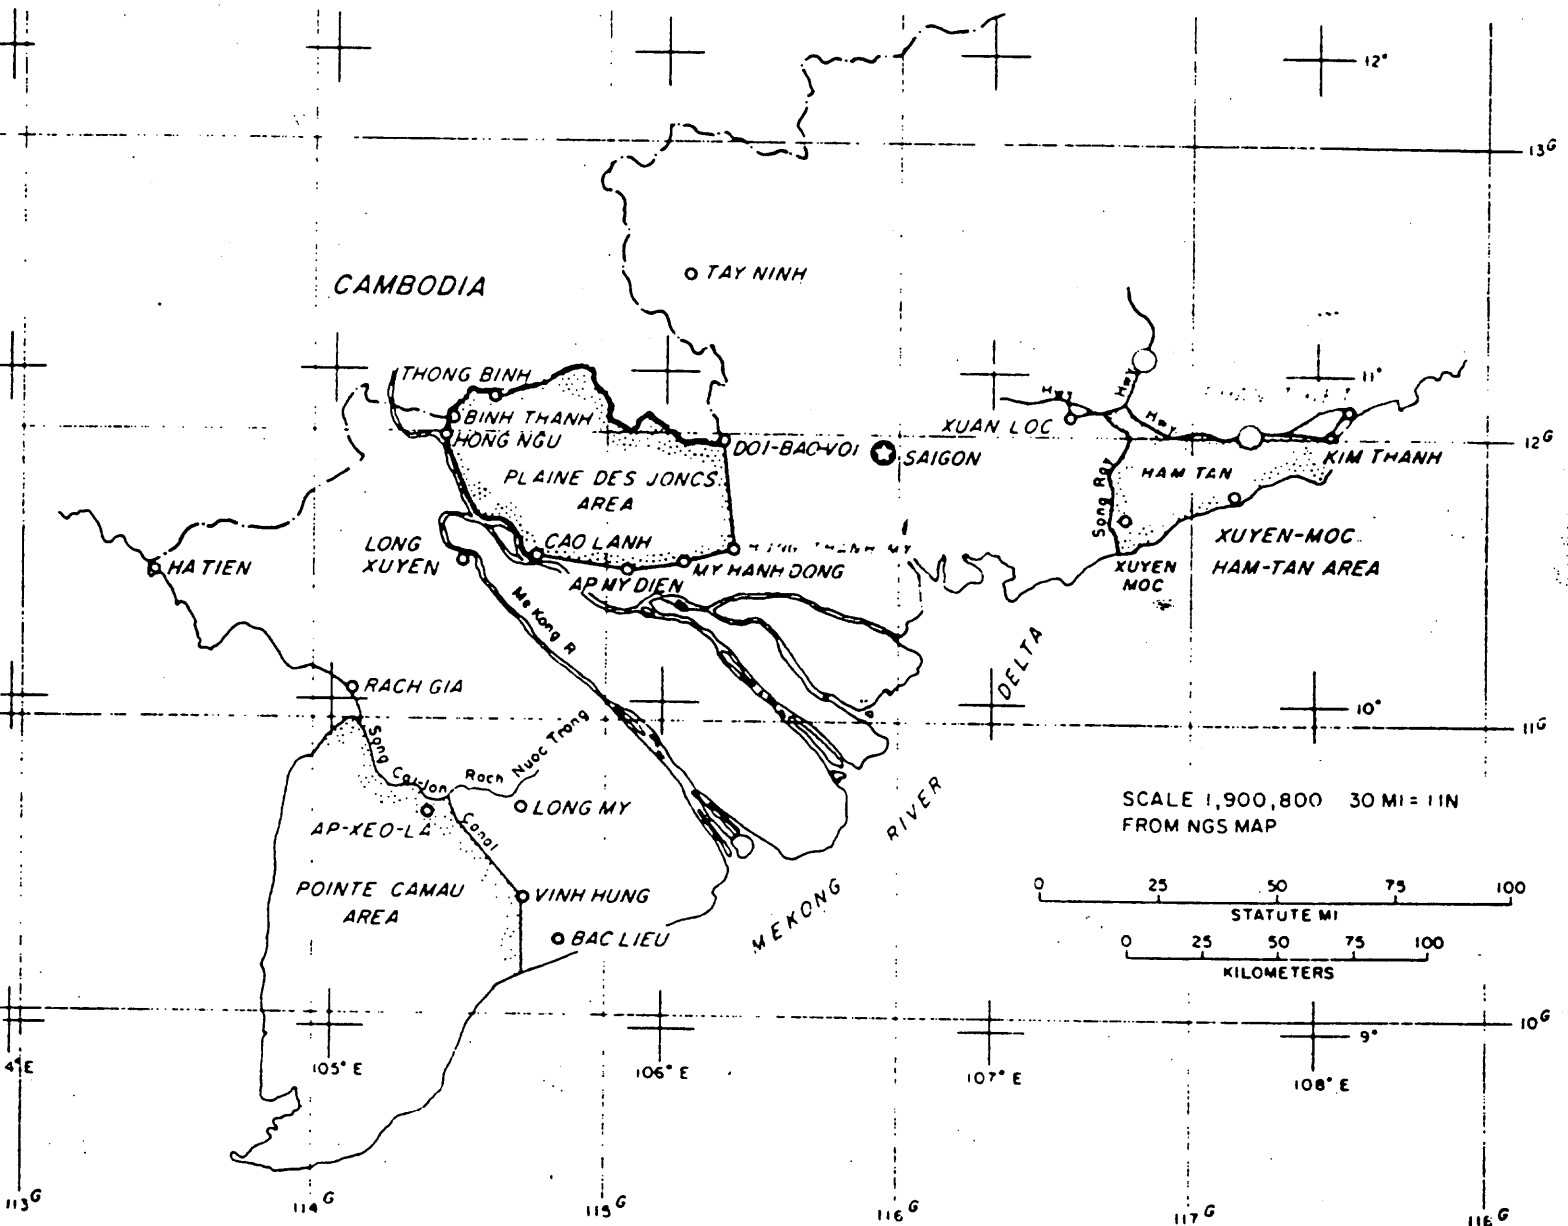 12°
13ᴳ
TAY NINH
CAMBODIA
THONG BINH
11°
Hwy
Hwy
Hwy
BINH THANH
HONG NGU
XUAN LOC
12ᴳ
DOI-BAO-VOI
SAIGON
KIM THANH
PLAINE DES JONCS
AREA
HAM TAN
Song Ray
CAO LANH
LONG
XUYEN
XUYEN-MOC
HAM-TAN AREA
HA TIEN
MY HANH DONG
AP MY DIEN
XUYEN
MOC
Me Kong R
DELTA
RACH GIA
10°
11ᴳ
Song Cai-lon
Rach Nuoc Trong
LONG MY
AP-XEO-LA
Canal
RIVER
SCALE 1,900,800 30 MI = 1 IN
FROM NGS MAP
POINTE CAMAU
AREA
VINH HUNG
BAC LIEU
MEKONG
0 25 50 75 100
STATUTE MI
0 25 50 75 100
KILOMETERS
10ᴳ
9°
4°E
105° E
106° E
107° E
108° E
113ᴳ
114ᴳ
115ᴳ
116ᴳ
117ᴳ
118ᴳ